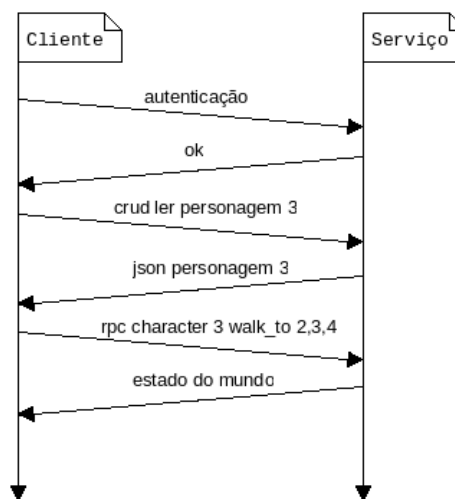 Cliente
Serviço
autenticação
ok
crud ler personagem 3
json personagem 3
rpc character 3 walk_to 2,3,4
estado do mundo